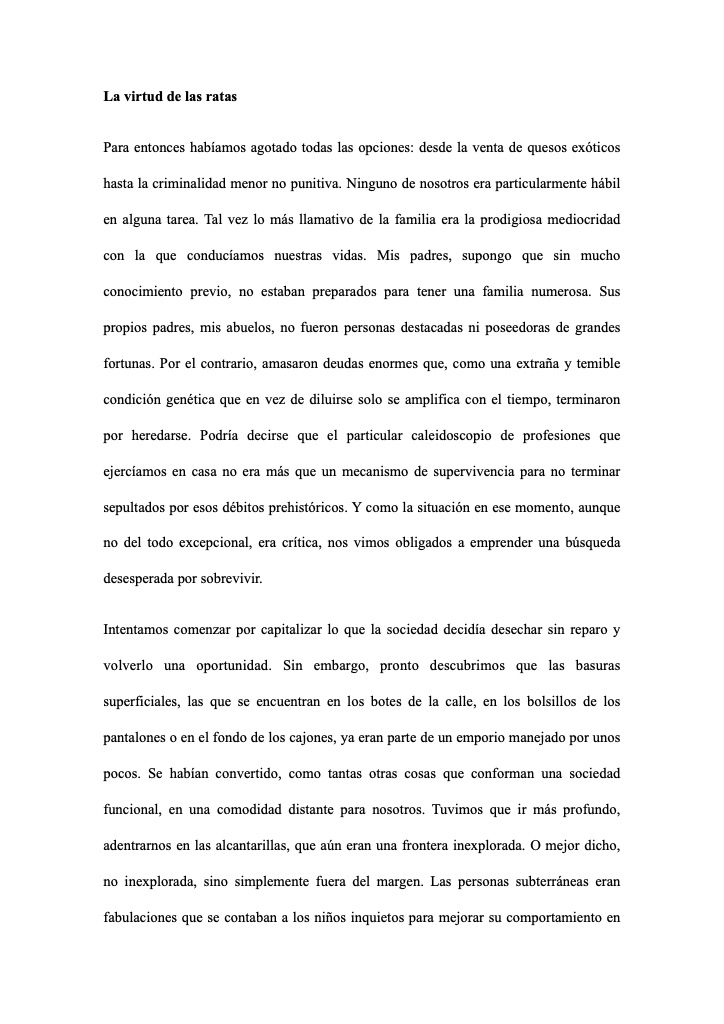 La virtud de las ratas
Para entonces habíamos agotado todas las opciones: desde la venta de quesos exóticos
hasta la criminalidad menor no punitiva. Ninguno de nosotros era particularmente hábil
en alguna tarea. Tal vez lo más llamativo de la familia era la prodigiosa mediocridad
con la que conducíamos nuestras vidas. Mis padres, supongo que sin mucho
conocimiento previo, no estaban preparados para tener una familia numerosa. Sus
propios padres, mis abuelos, no fueron personas destacadas ni poseedoras de grandes
fortunas. Por el contrario, amasaron deudas enormes que, como una extraña y temible
condición genética que en vez de diluirse solo se amplifica con el tiempo, terminaron
por heredarse. Podría decirse que el particular caleidoscopio de profesiones que
ejercíamos en casa no era más que un mecanismo de supervivencia para no terminar
sepultados por esos débitos prehistóricos. Y como la situación en ese momento, aunque
no del todo excepcional, era crítica, nos vimos obligados a emprender una búsqueda
desesperada por sobrevivir.
Intentamos comenzar por capitalizar lo que la sociedad decidía desechar sin reparo y
volverlo una oportunidad. Sin embargo, pronto descubrimos que las basuras
superficiales, las que se encuentran en los botes de la calle, en los bolsillos de los
pantalones o en el fondo de los cajones, ya eran parte de un emporio manejado por unos
pocos. Se habían convertido, como tantas otras cosas que conforman una sociedad
funcional, en una comodidad distante para nosotros. Tuvimos que ir más profundo,
adentrarnos en las alcantarillas, que aún eran una frontera inexplorada. O mejor dicho,
no inexplorada, sino simplemente fuera del margen. Las personas subterráneas eran
fabulaciones que se contaban a los niños inquietos para mejorar su comportamiento en